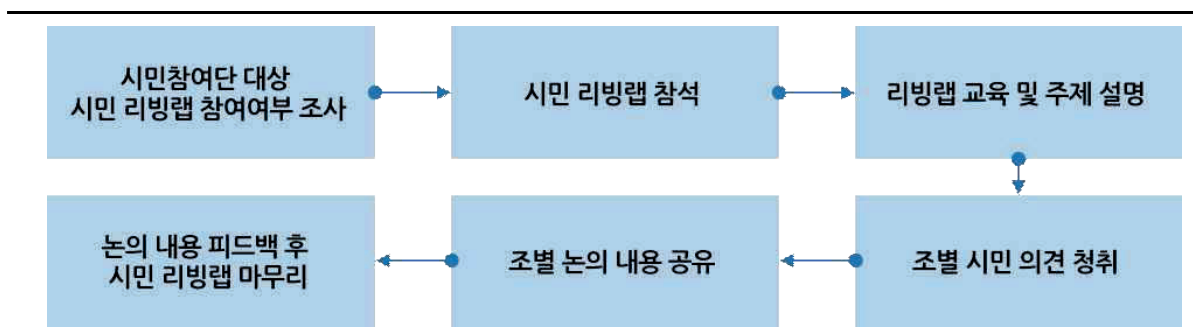 시민참여단 대상
시민 리빙랩 참여여부 조사
시민 리빙랩 참석
리빙랩 교육 및 주제 설명
조별 시민 의견 청취
조별 논의 내용 공유
논의 내용 피드백 후
시민 리빙랩 마무리